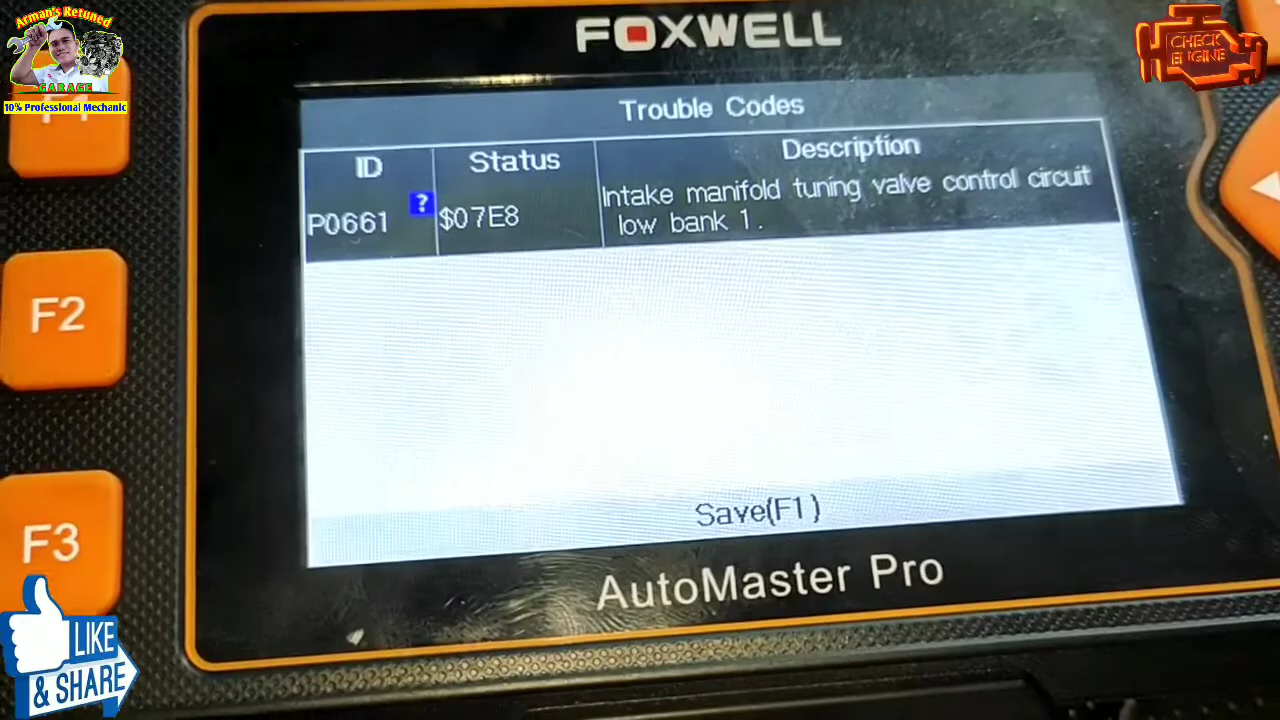 Arman's Retuned
GARAGE
10% Professional Mechanic
CHECK
ENGINE
FOXWELL
Trouble Codes
ID
Status
Description
P0661
?
$07E8
Intake manifold tuning valve control circuit
low bank 1.
Save(F1)
AutoMaster Pro
F2
F3
LIKE
& SHARE